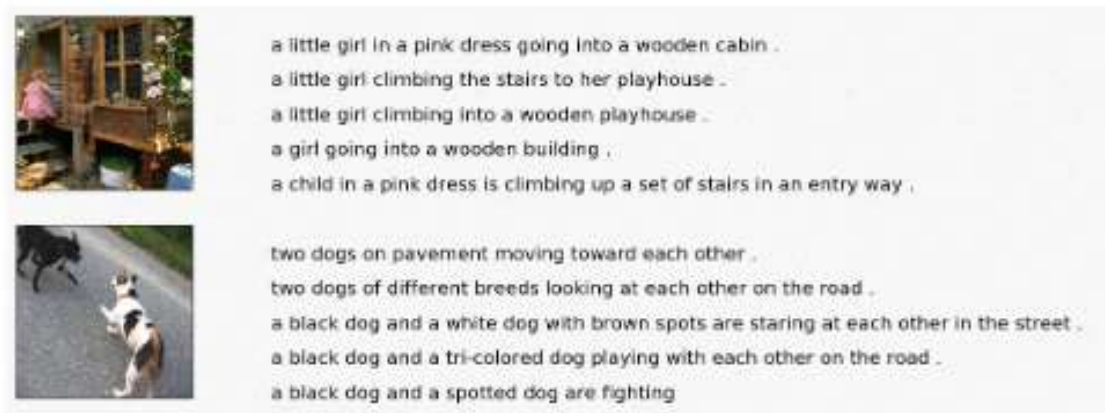 a little girl in a pink dress going into a wooden cabin .
a little girl climbing the stairs to her playhouse .
a little girl climbing into a wooden playhouse .
a girl going into a wooden building .
a child in a pink dress is climbing up a set of stairs in an entry way .
two dogs on pavement moving toward each other .
two dogs of different breeds looking at each other on the road .
a black dog and a white dog with brown spots are staring at each other in the street .
a black dog and a tri-colored dog playing with each other on the road .
a black dog and a spotted dog are fighting